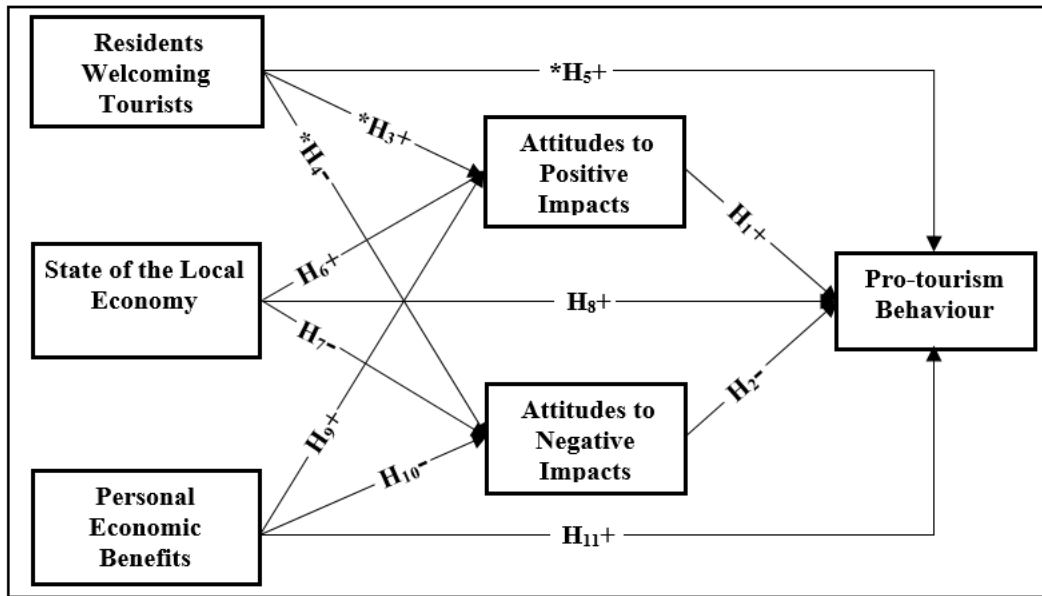 Residents
Welcoming
Tourists
*H₅+
*H₃+
*H₄-
Attitudes to
Positive
Impacts
H₁+
State of the Local
Economy
H₆+
H₇-
H₈+
Pro-tourism
Behaviour
H₂-
Attitudes to
Negative
Impacts
H₉+
H₁₀-
Personal
Economic
Benefits
H₁₁+